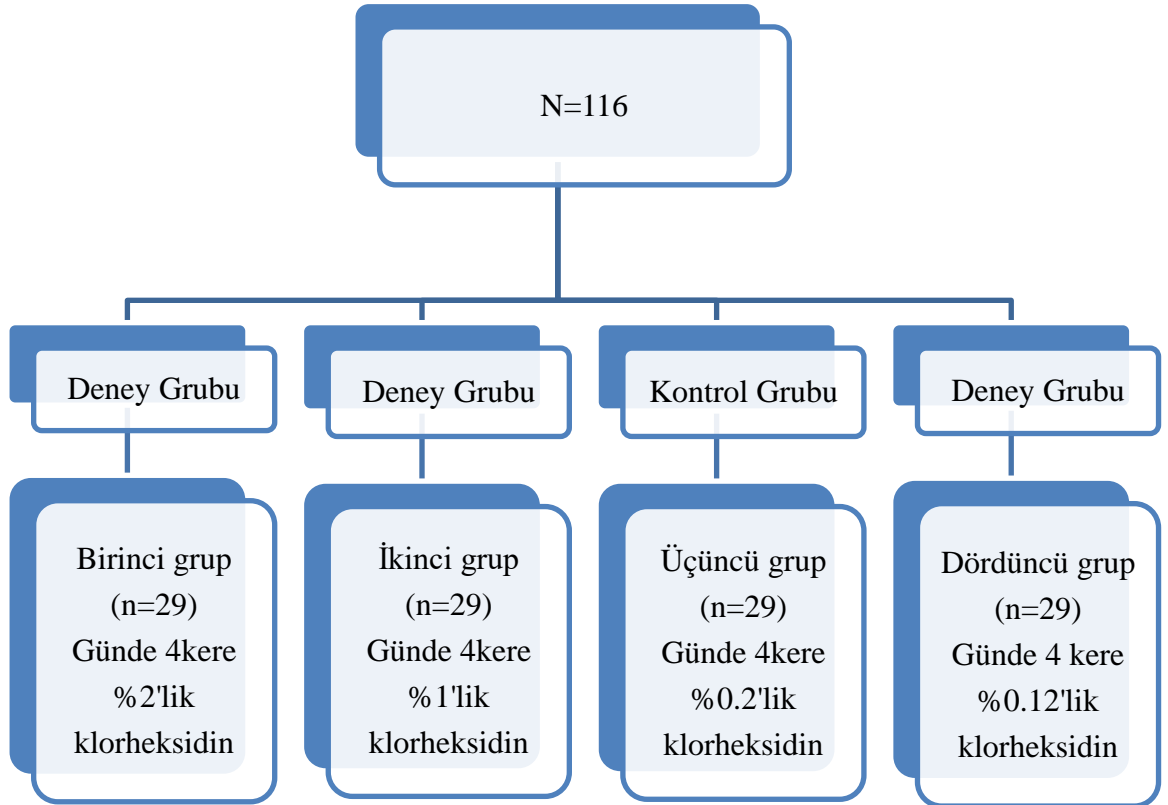 N=116
Deney Grubu
Deney Grubu
Kontrol Grubu
Deney Grubu
Birinci grup
(n=29)
Günde 4kere
%2'lik
klorheksidin
İkinci grup
(n=29)
Günde 4kere
%1'lik
klorheksidin
Üçüncü grup
(n=29)
Günde 4kere
%0.2'lik
klorheksidin
Dördüncü grup
(n=29)
Günde 4 kere
%0.12'lik
klorheksidin